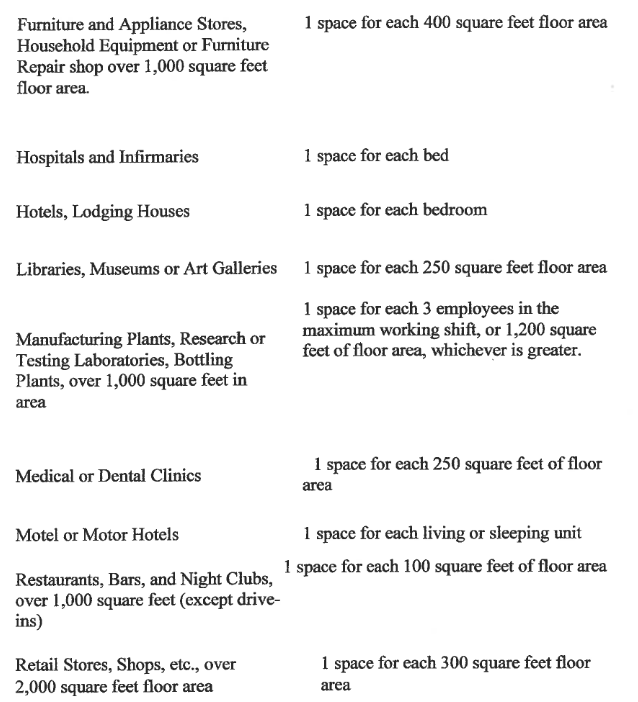 Furniture and Appliance Stores,
Household Equipment or Furniture
Repair shop over 1,000 square feet
floor area.
1 space for each 400 square feet floor area
Hospitals and Infirmaries
1 space for each bed
Hotels, Lodging Houses
1 space for each bedroom
Libraries, Museums or Art Galleries
1 space for each 250 square feet floor area
Manufacturing Plants, Research or
Testing Laboratories, Bottling
Plants, over 1,000 square feet in
area
1 space for each 3 employees in the
maximum working shift, or 1,200 square
feet of floor area, whichever is greater.
Medical or Dental Clinics
1 space for each 250 square feet of floor
area
Motel or Motor Hotels
1 space for each living or sleeping unit
Restaurants, Bars, and Night Clubs,
over 1,000 square feet (except drive-
ins)
1 space for each 100 square feet of floor area
Retail Stores, Shops, etc., over
2,000 square feet floor area
1 space for each 300 square feet floor
area